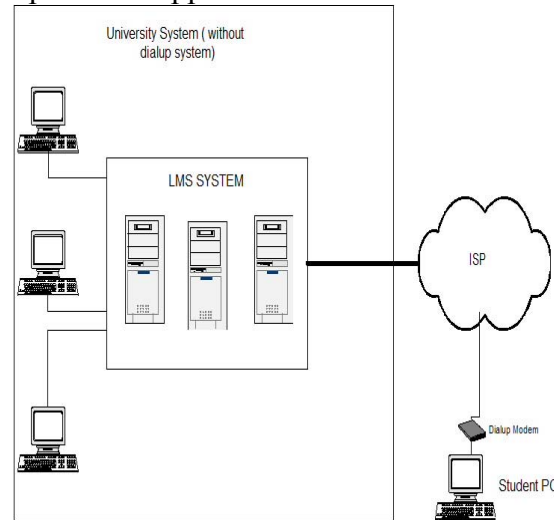 University System ( without
dialup system)
LMS SYSTEM
ISP
Dialup Modem
Student PC